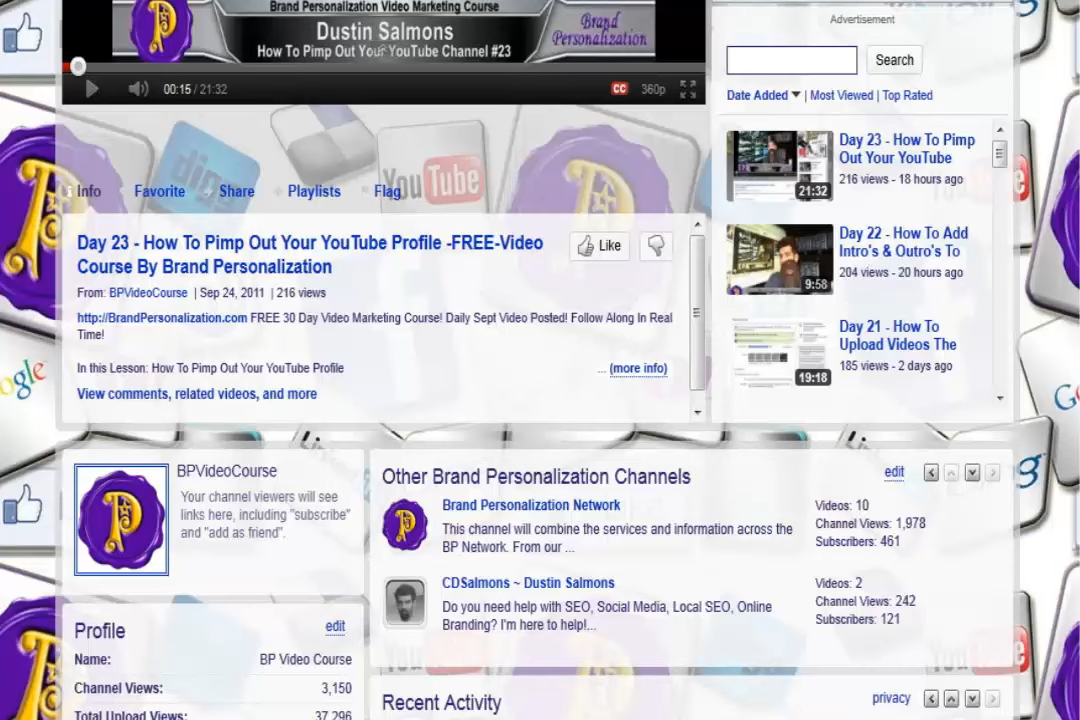 Brand Personalization Video Marketing Course
Dustin Salmons
How To Pimp Out Your YouTube Channel #23
Brand
Personalization
00:15 / 21:32
CC
360p
Advertisement
Search
Date Added | Most Viewed | Top Rated
Day 23 - How To Pimp
Out Your YouTube
216 views - 18 hours ago
21:32
Day 22 - How To Add
Intro's & Outro's To
204 views - 20 hours ago
9:58
Day 21 - How To
Upload Videos The
185 views - 2 days ago
19:18
digg
You Tube
Info
Favorite
Share
Playlists
Flag
Day 23 - How To Pimp Out Your YouTube Profile -FREE-Video
Course By Brand Personalization
Like
From: BPVideoCourse | Sep 24, 2011 | 216 views
http://BrandPersonalization.com FREE 30 Day Video Marketing Course! Daily Sept Video Posted! Follow Along In Real
Time!
In this Lesson: How To Pimp Out Your YouTube Profile
... (more info)
View comments, related videos, and more
ogle
BPVideoCourse
Your channel viewers will see
links here, including "subscribe"
and "add as friend".
Other Brand Personalization Channels
edit
Brand Personalization Network
This channel will combine the services and information across the
BP Network. From our ...
Videos: 10
Channel Views: 1,978
Subscribers: 461
CDSalmons ~ Dustin Salmons
Do you need help with SEO, Social Media, Local SEO, Online
Branding? I'm here to help!...
Videos: 2
Channel Views: 242
Subscribers: 121
Profile
edit
Name:
BP Video Course
Channel Views:
3,150
Total Upload Views:
37,296
Recent Activity
privacy